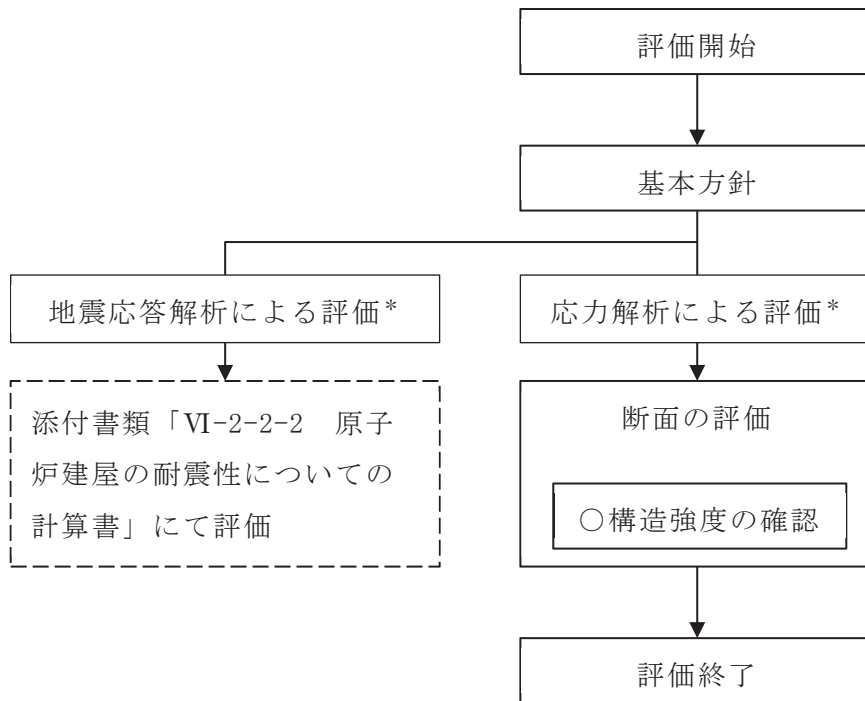 評価開始
基本方針
地震応答解析による評価*
応力解析による評価*
添付書類「Ⅵ-2-2-2　原子
炉建屋の耐震性についての
計算書」にて評価
断面の評価
○構造強度の確認
評価終了